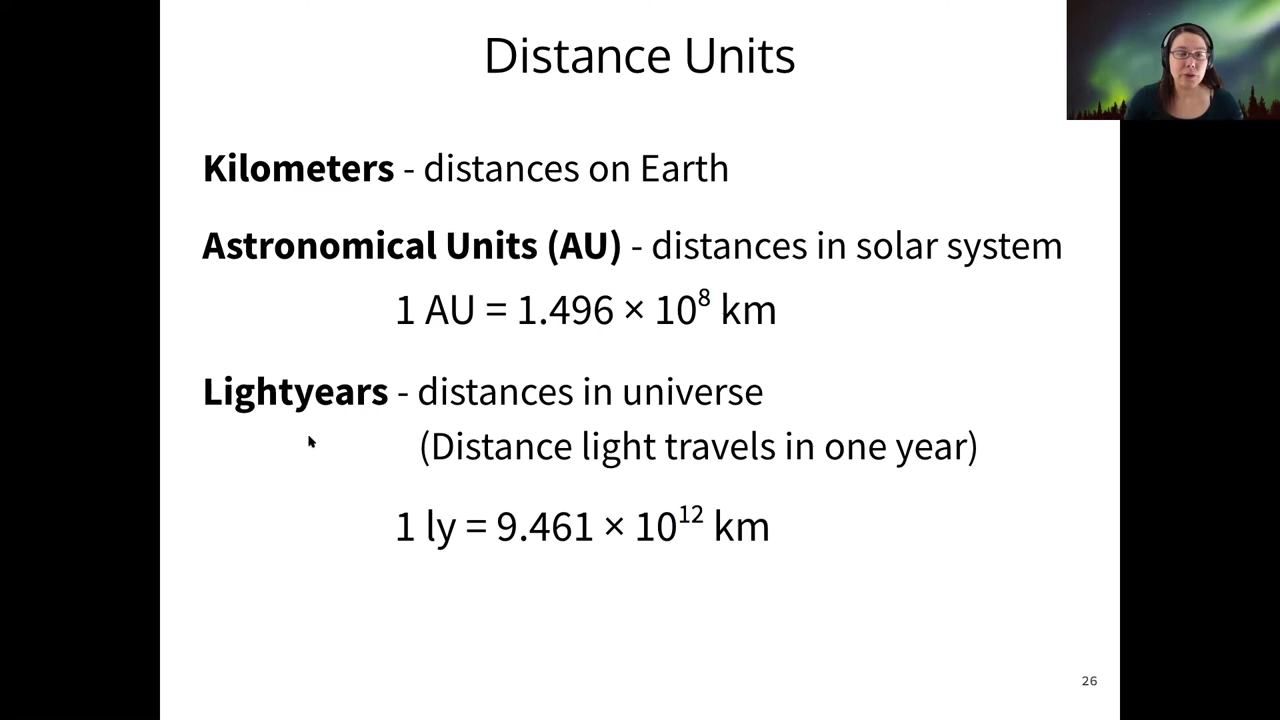 Distance Units
Kilometers - distances on Earth
Astronomical Units (AU) - distances in solar system
1 AU = 1.496 × 10⁸ km
Lightyears - distances in universe
(Distance light travels in one year)
1 ly = 9.461 × 10¹² km
26